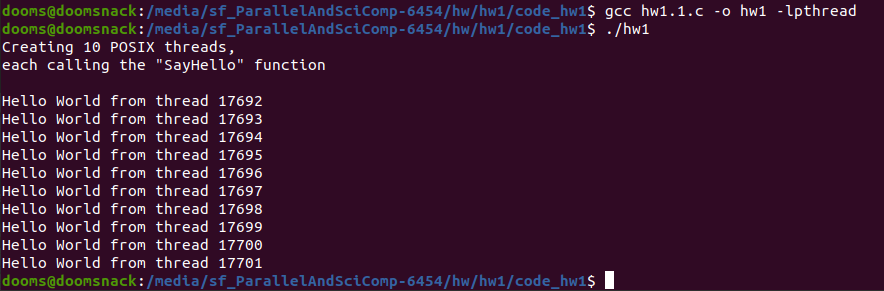 dooms@doomsnack:/media/sf_ParallelAndSciComp-6454/hw/hw1/code_hw1$ gcc hw1.1.c -o hw1 -lpthread
dooms@doomsnack:/media/sf_ParallelAndSciComp-6454/hw/hw1/code_hw1$ ./hw1
Creating 10 POSIX threads,
each calling the "SayHello" function

Hello World from thread 17692
Hello World from thread 17693
Hello World from thread 17694
Hello World from thread 17695
Hello World from thread 17696
Hello World from thread 17697
Hello World from thread 17698
Hello World from thread 17699
Hello World from thread 17700
Hello World from thread 17701
dooms@doomsnack:/media/sf_ParallelAndSciComp-6454/hw/hw1/code_hw1$